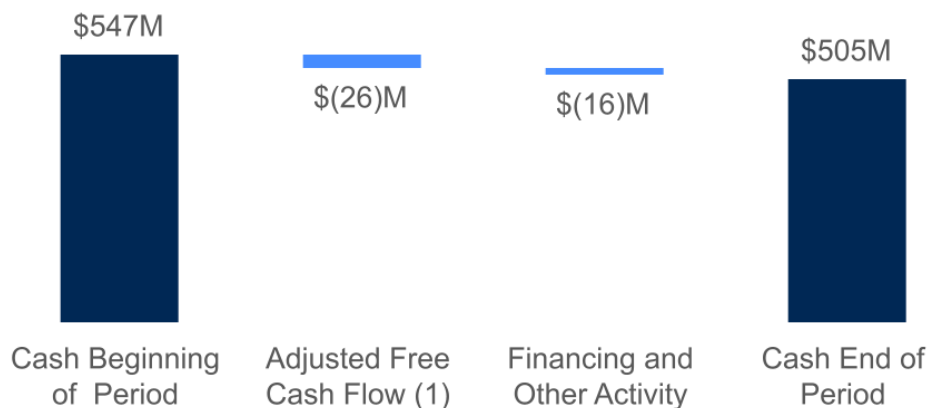 $547M
$(26)M
$(16)M
$505M
Cash Beginning
of Period
Adjusted Free
Cash Flow (1)
Financing and
Other Activity
Cash End of
Period